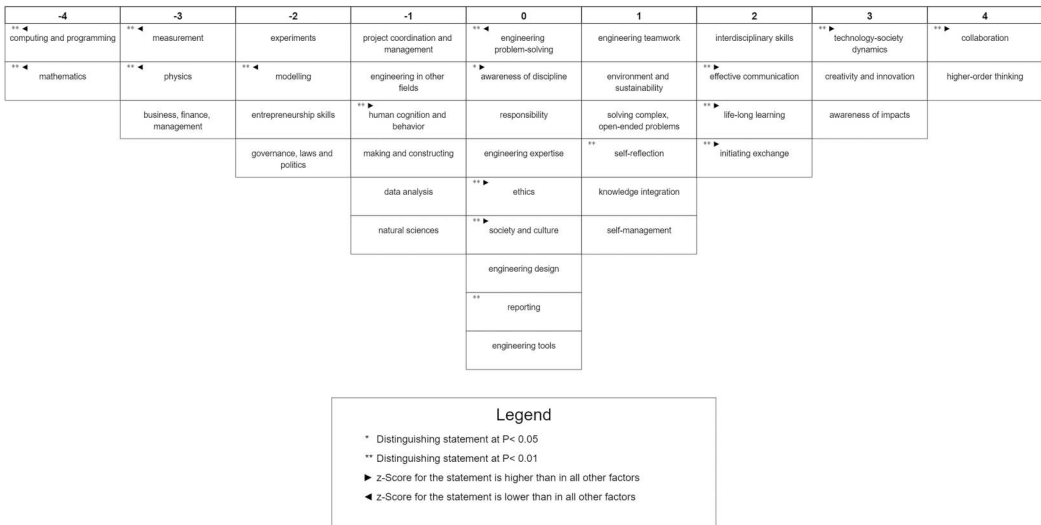 -4 -3 -2 -1 0 1 2 3 4
** ◄ ** ◄ ** ◄ ** ► ** ►
computing and programming measurement experiments project coordination and management engineering problem-solving engineering teamwork interdisciplinary skills technology-society dynamics collaboration
** ◄ ** ◄ ** ◄ * ► ** ►
mathematics physics modelling engineering in other fields awareness of discipline environment and sustainability effective communication creativity and innovation higher-order thinking
** ► ** ►
business, finance, management entrepreneurship skills human cognition and behavior responsibility solving complex, open-ended problems life-long learning awareness of impacts
** ** ►
governance, laws and politics making and constructing engineering expertise self-reflection initiating exchange
** ►
data analysis ethics knowledge integration
** ►
natural sciences society and culture self-management
engineering design
**
reporting
engineering tools
Legend
* Distinguishing statement at P< 0.05
** Distinguishing statement at P< 0.01
► z-Score for the statement is higher than in all other factors
◄ z-Score for the statement is lower than in all other factors